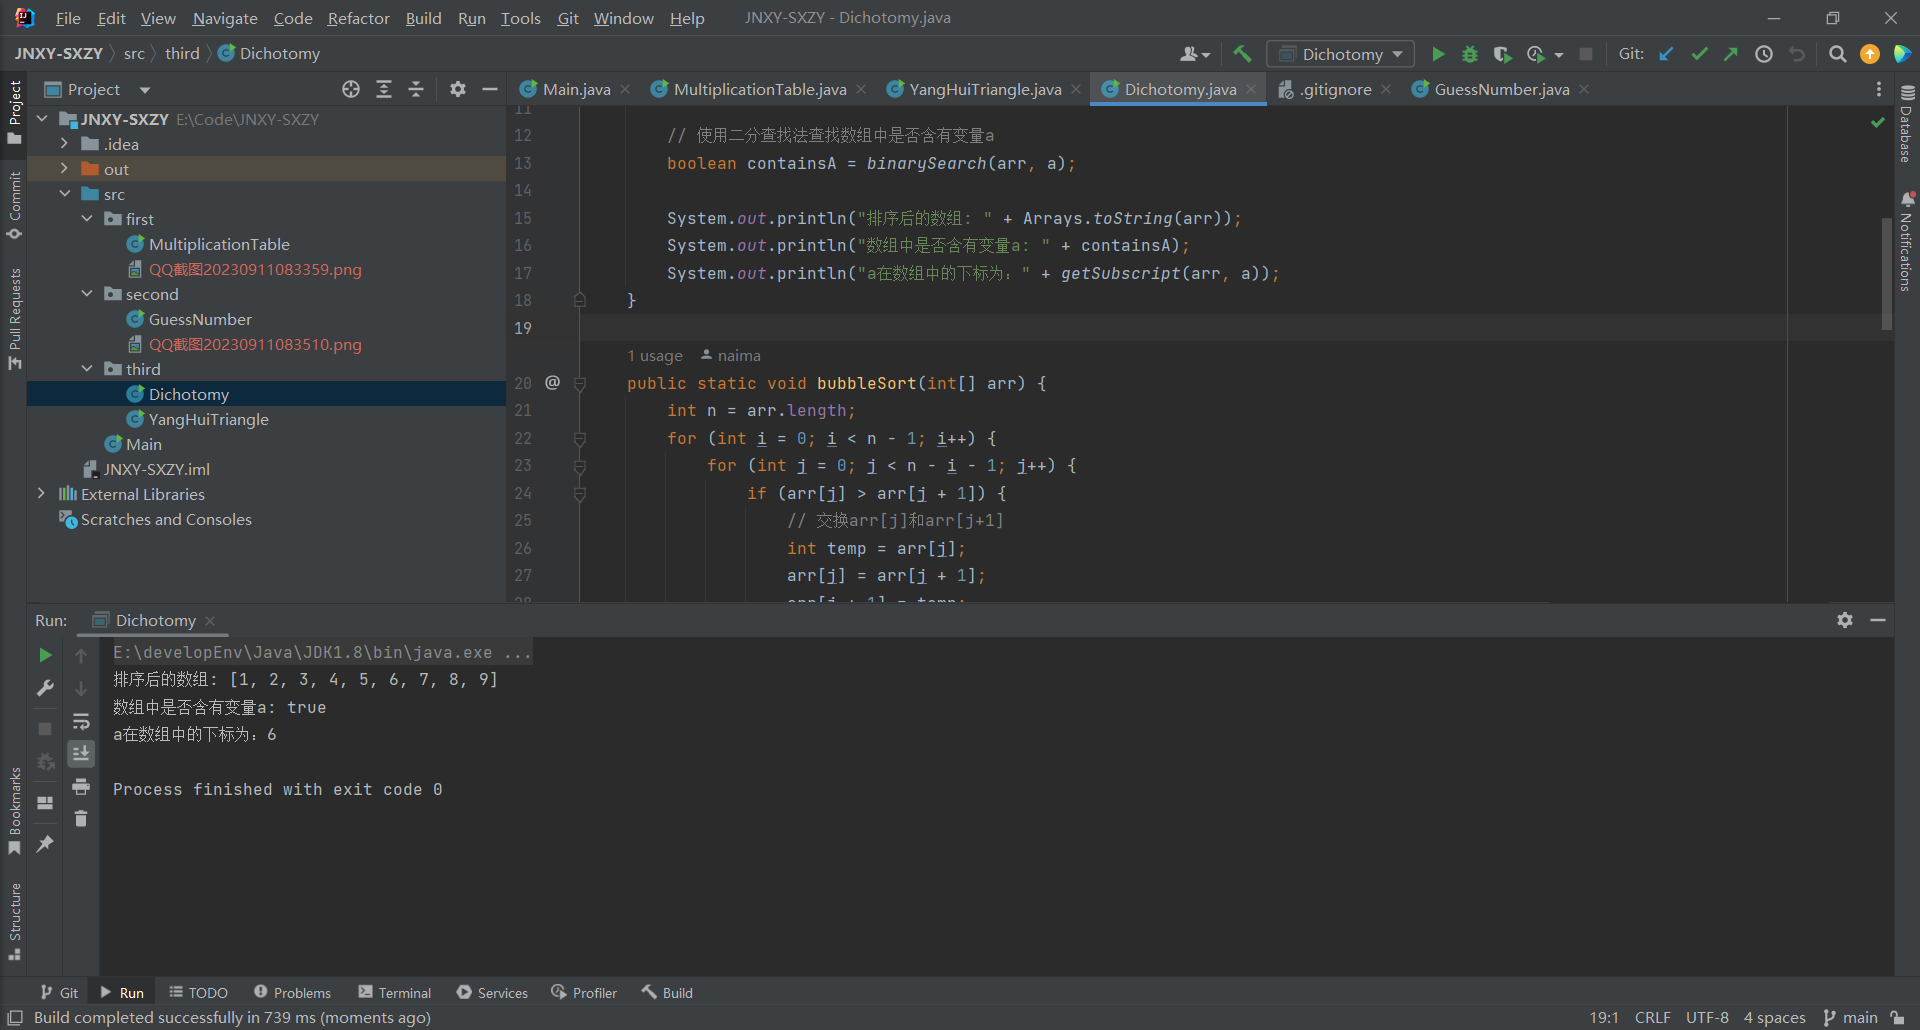 File Edit View Navigate Code Refactor Build Run Tools Git Window Help JNXY-SXZY - Dichotomy.java
JNXY-SXZY src third Dichotomy
Dichotomy
Git:
Project
Main.java MultiplicationTable.java YangHuiTriangle.java Dichotomy.java .gitignore GuessNumber.java
JNXY-SXZY E:\Code\JNXY-SXZY
.idea
out
src
first
MultiplicationTable
QQ截图20230911083359.png
second
GuessNumber
QQ截图20230911083510.png
third
Dichotomy
YangHuiTriangle
Main
JNXY-SXZY.iml
External Libraries
Scratches and Consoles
Project
Commit
Pull Requests
Bookmarks
Structure
Database
Notifications
11
12 // 使用二分查找法查找数组中是否含有变量a
13 boolean containsA = binarySearch(arr, a);
14
15 System.out.println("排序后的数组: " + Arrays.toString(arr));
16 System.out.println("数组中是否含有变量a: " + containsA);
17 System.out.println("a在数组中的下标为：" + getSubscript(arr, a));
18 }
19
1 usage naima
20 @ public static void bubbleSort(int[] arr) {
21 int n = arr.length;
22 for (int i = 0; i < n - 1; i++) {
23 for (int j = 0; j < n - i - 1; j++) {
24 if (arr[j] > arr[j + 1]) {
25 // 交换arr[j]和arr[j+1]
26 int temp = arr[j];
27 arr[j] = arr[j + 1];
Run: Dichotomy
E:\developEnv\Java\JDK1.8\bin\java.exe ...
排序后的数组: [1, 2, 3, 4, 5, 6, 7, 8, 9]
数组中是否含有变量a: true
a在数组中的下标为：6
Process finished with exit code 0
Git Run TODO Problems Terminal Services Profiler Build
Build completed successfully in 739 ms (moments ago)
19:1 CRLF UTF-8 4 spaces main